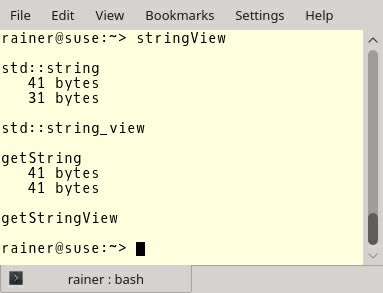 File Edit View Bookmarks Settings Help
rainer@suse:~> stringView
std::string
41 bytes
31 bytes
std::string_view
getString
41 bytes
41 bytes
getStringView
rainer@suse:~>
rainer : bash